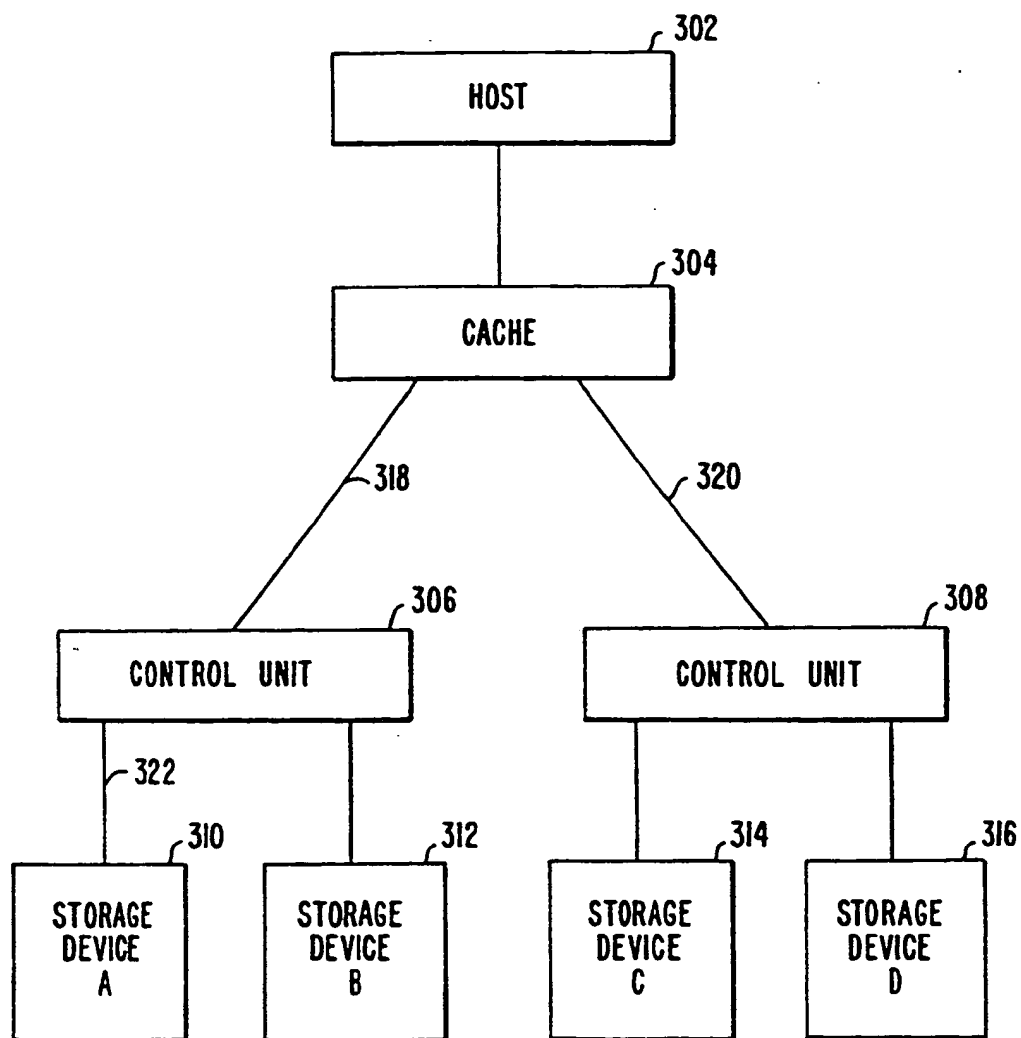 302
HOST
304
CACHE
318
320
306
308
CONTROL UNIT
CONTROL UNIT
322
310
312
314
316
STORAGE
DEVICE
A
STORAGE
DEVICE
B
STORAGE
DEVICE
C
STORAGE
DEVICE
D